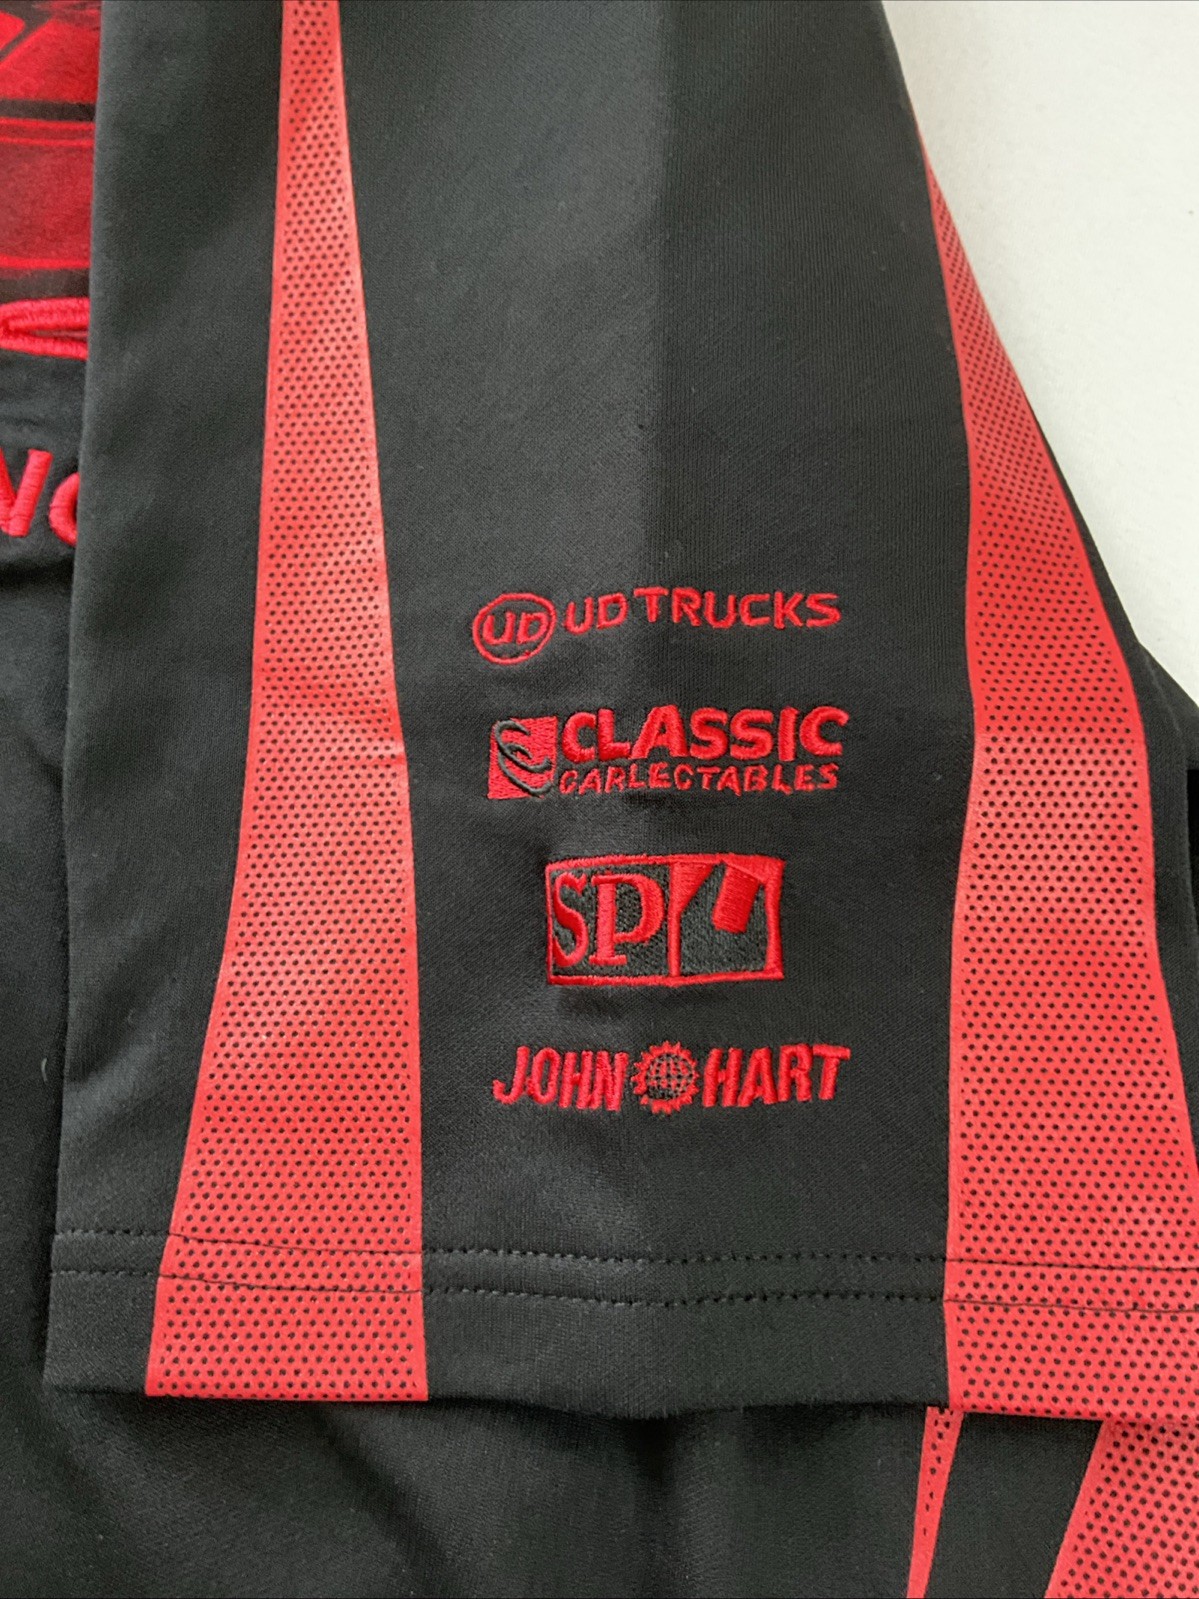 UD UD TRUCKS
CLASSIC
CARLECTABLES
SP
JOHN HART